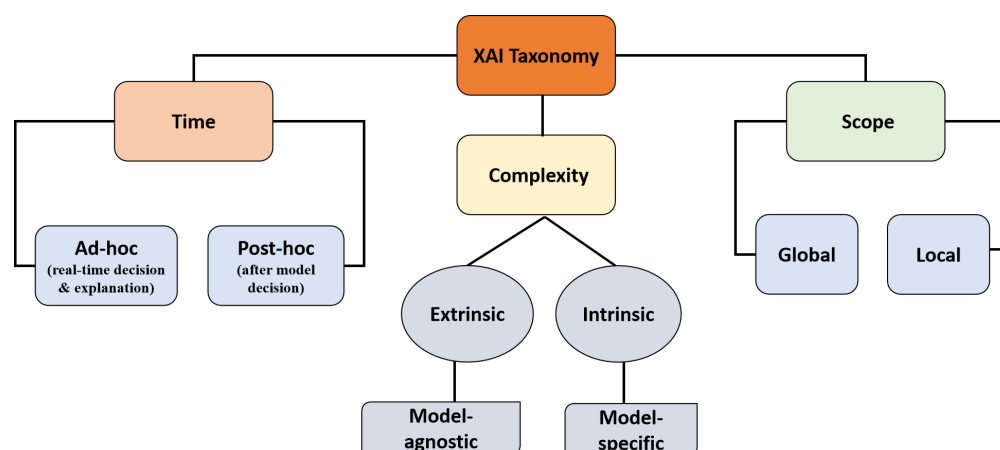 XAI Taxonomy
Time
Scope
Complexity
Ad-hoc
(real-time decision
& explanation)
Post-hoc
(after model
decision)
Global
Local
Extrinsic
Intrinsic
Model-
agnostic
Model-
specific